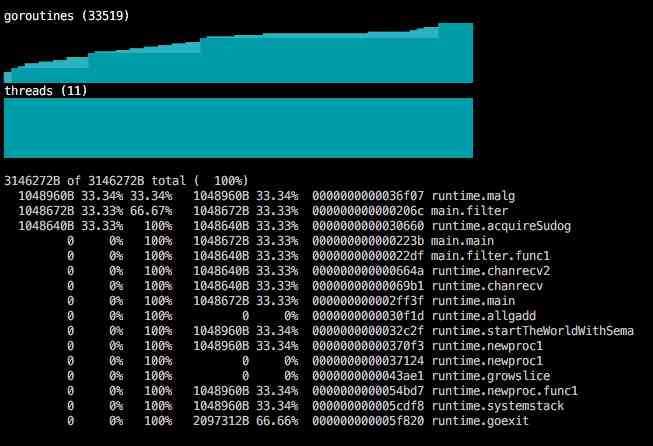 goroutines (33519)
threads (11)
3146272B of 3146272B total (  100%)
1048960B 33.34% 33.34%   1048960B 33.34%  0000000000036f07 runtime.malg
1048672B 33.33% 66.67%   1048672B 33.33%  000000000000206c main.filter
1048640B 33.33%   100%   1048640B 33.33%  0000000000030660 runtime.acquireSudog
0     0%   100%   1048672B 33.33%  000000000000223b main.main
0     0%   100%   1048640B 33.33%  00000000000022df main.filter.func1
0     0%   100%   1048640B 33.33%  000000000000664a runtime.chanrecv2
0     0%   100%   1048640B 33.33%  00000000000069b1 runtime.chanrecv
0     0%   100%   1048672B 33.33%  000000000002ff3f runtime.main
0     0%   100%          0     0%  0000000000030f1d runtime.allgadd
0     0%   100%   1048960B 33.34%  0000000000032c2f runtime.startTheWorldWithSema
0     0%   100%   1048960B 33.34%  00000000000370f3 runtime.newproc1
0     0%   100%          0     0%  0000000000037124 runtime.newproc1
0     0%   100%          0     0%  0000000000043ae1 runtime.growslice
0     0%   100%   1048960B 33.34%  0000000000054bd7 runtime.newproc.func1
0     0%   100%   1048960B 33.34%  000000000005cdf8 runtime.systemstack
0     0%   100%   2097312B 66.66%  000000000005f820 runtime.goexit